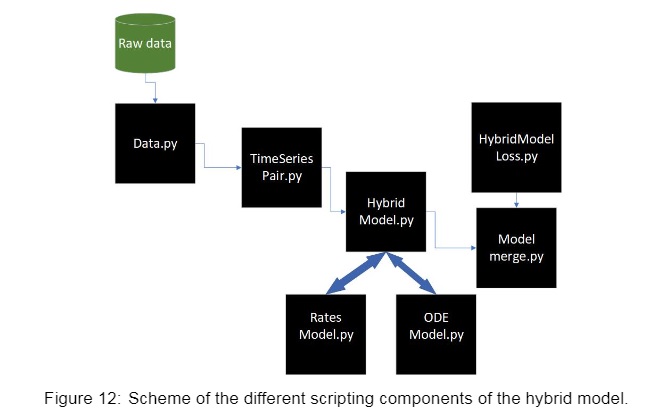 Raw data
Data.py
TimeSeries
Pair.py
HybridModel
Loss.py
Hybrid
Model.py
Model
merge.py
Rates
Model.py
ODE
Model.py
Figure 12: Scheme of the different scripting components of the hybrid model.